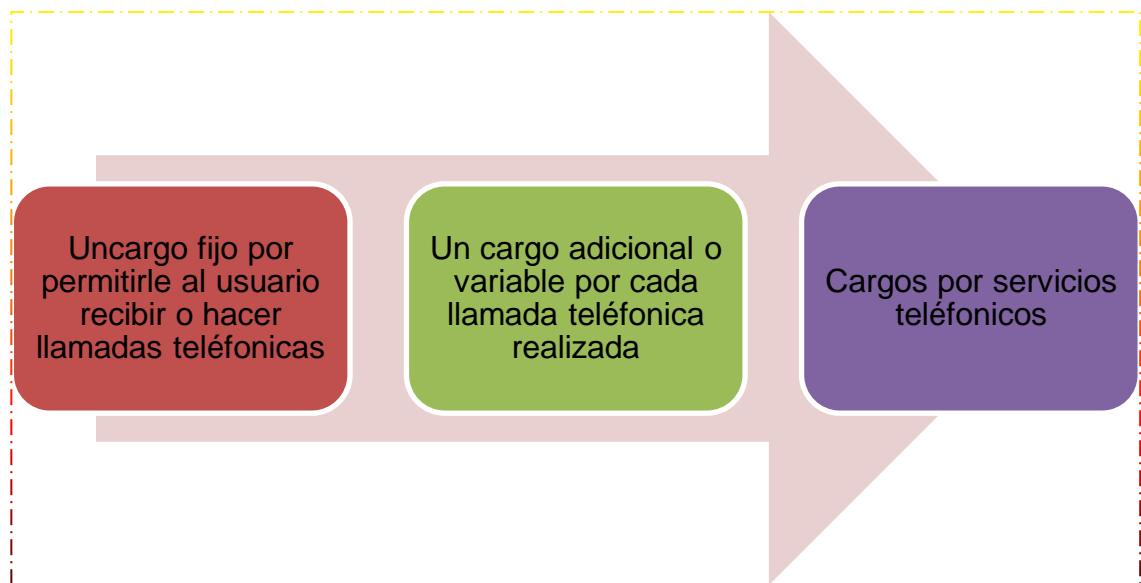 Uncargo fijo por
permitirle al usuario
recibir o hacer
llamadas teléfonicas
Un cargo adicional o
variable por cada
llamada teléfonica
realizada
Cargos por servicios
teléfonicos